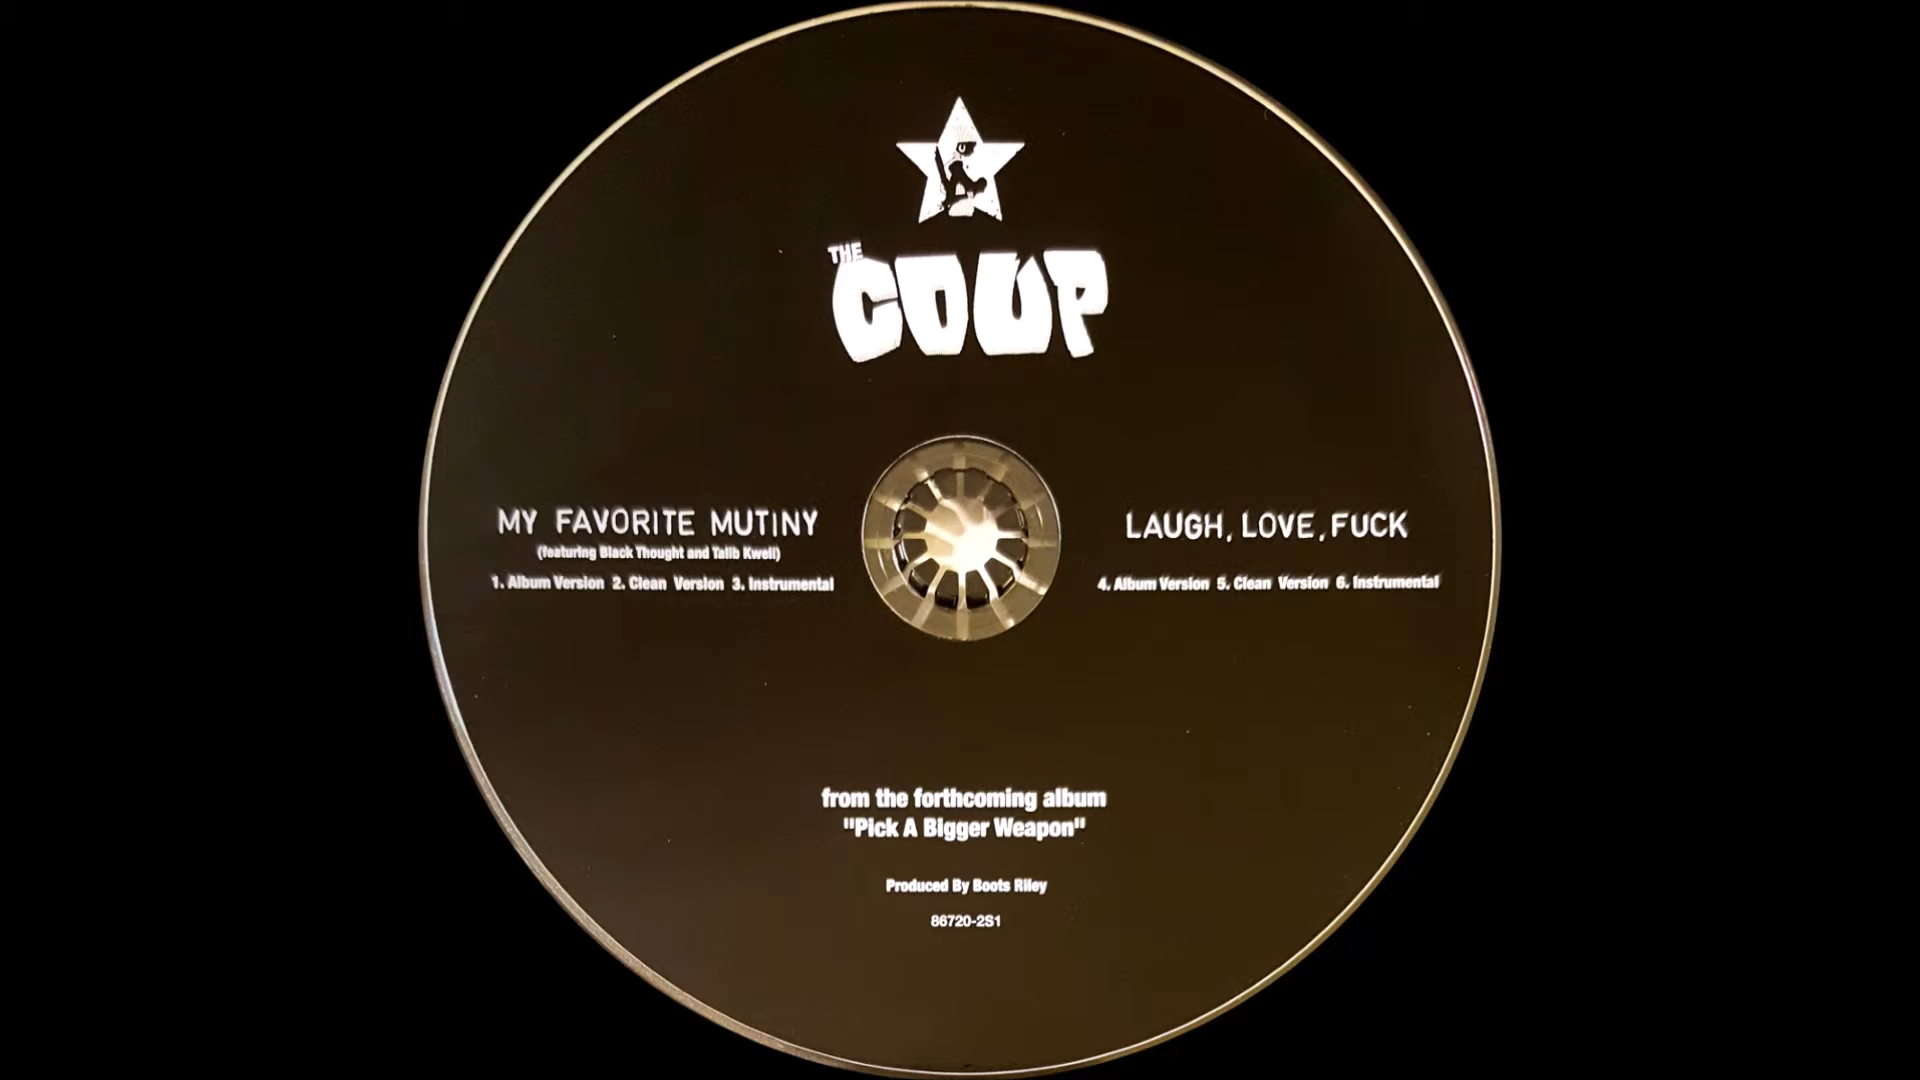 THE
COUP
MY FAVORITE MUTINY
(featuring Black Thought and Talib Kweli)
1. Album Version 2. Clean Version 3. Instrumental
LAUGH, LOVE, FUCK
4. Album Version 5. Clean Version 6. Instrumental
from the forthcoming album
"Pick A Bigger Weapon"
Produced By Boots Riley
86720-2S1